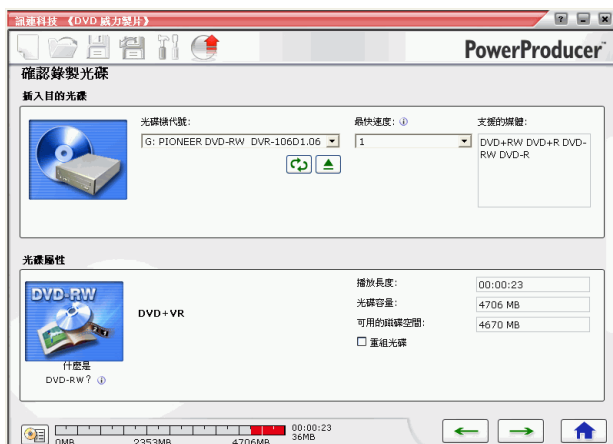 訊連科技 《DVD 威力製片》
PowerProducer™
確認錄製光碟
插入目的光碟
光碟機代號:
最快速度:
支援的媒體:
G: PIONEER DVD-RW DVR-106D1.06
1
DVD+RW DVD+R DVD-
RW DVD-R
光碟屬性
DVD-RW
DVD+VR
什麼是
DVD-RW?
播放長度:
00:00:23
光碟容量:
4706 MB
可用的磁碟空間:
4670 MB
重組光碟
0MB
2353MB
4706MB
00:00:23
36MB